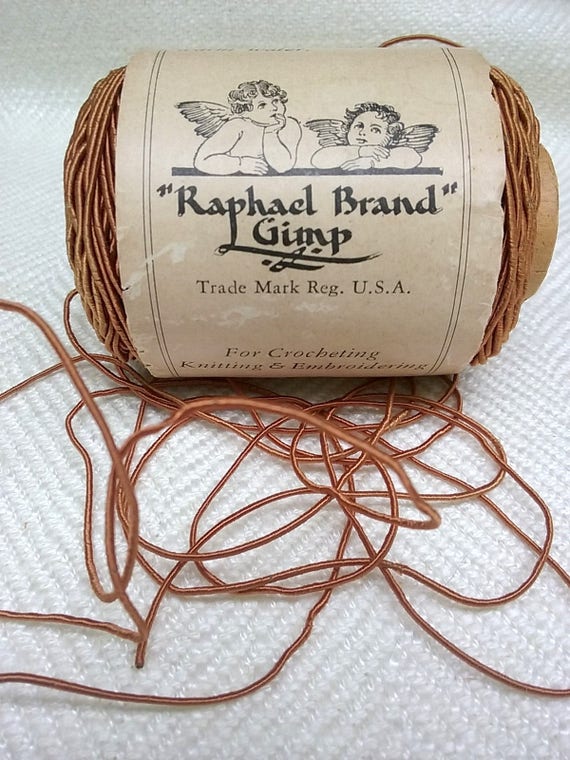 "Raphael Brand"
Gimp
Trade Mark Reg. U.S.A.
For Crocheting
Knitting & Embroidering